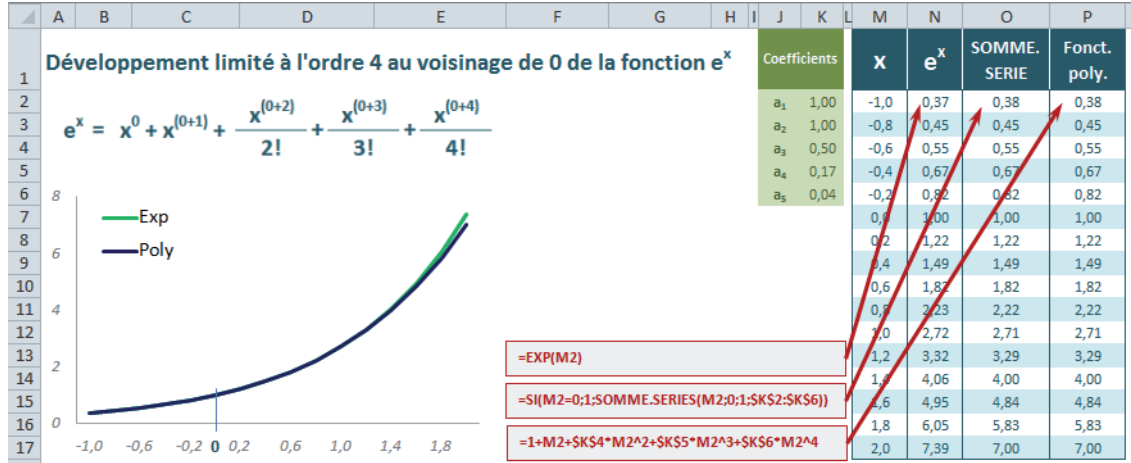 A B C D E F G H I J K L M N O P
1 Développement limité à l'ordre 4 au voisinage de 0 de la fonction e^x
Coefficients
x e^x SOMME. SERIE Fonct. poly.
e^x = x^0 + x^(0+1) + x^(0+2)/2! + x^(0+3)/3! + x^(0+4)/4!
2 a₁ 1,00 -1,0 0,37 0,38 0,38
3 a₂ 1,00 -0,8 0,45 0,45 0,45
4 a₃ 0,50 -0,6 0,55 0,55 0,55
5 a₄ 0,17 -0,4 0,67 0,67 0,67
6 a₅ 0,04 -0,2 0,82 0,82 0,82
7 0,0 1,00 1,00 1,00
8 0,2 1,22 1,22 1,22
9 0,4 1,49 1,49 1,49
10 0,6 1,82 1,82 1,82
11 0,8 2,23 2,22 2,22
12 1,0 2,72 2,71 2,71
13 1,2 3,32 3,29 3,29
14 1,4 4,06 4,00 4,00
15 1,6 4,95 4,84 4,84
16 1,8 6,05 5,83 5,83
17 2,0 7,39 7,00 7,00
Exp
Poly
8
6
4
2
0
-1,0 -0,6 -0,2 0 0,2 0,6 1,0 1,4 1,8
=EXP(M2)
=SI(M2=0;1;SOMME.SERIES(M2;0;1;$K$2:$K$6))
=1+M2+$K$4*M2^2+$K$5*M2^3+$K$6*M2^4